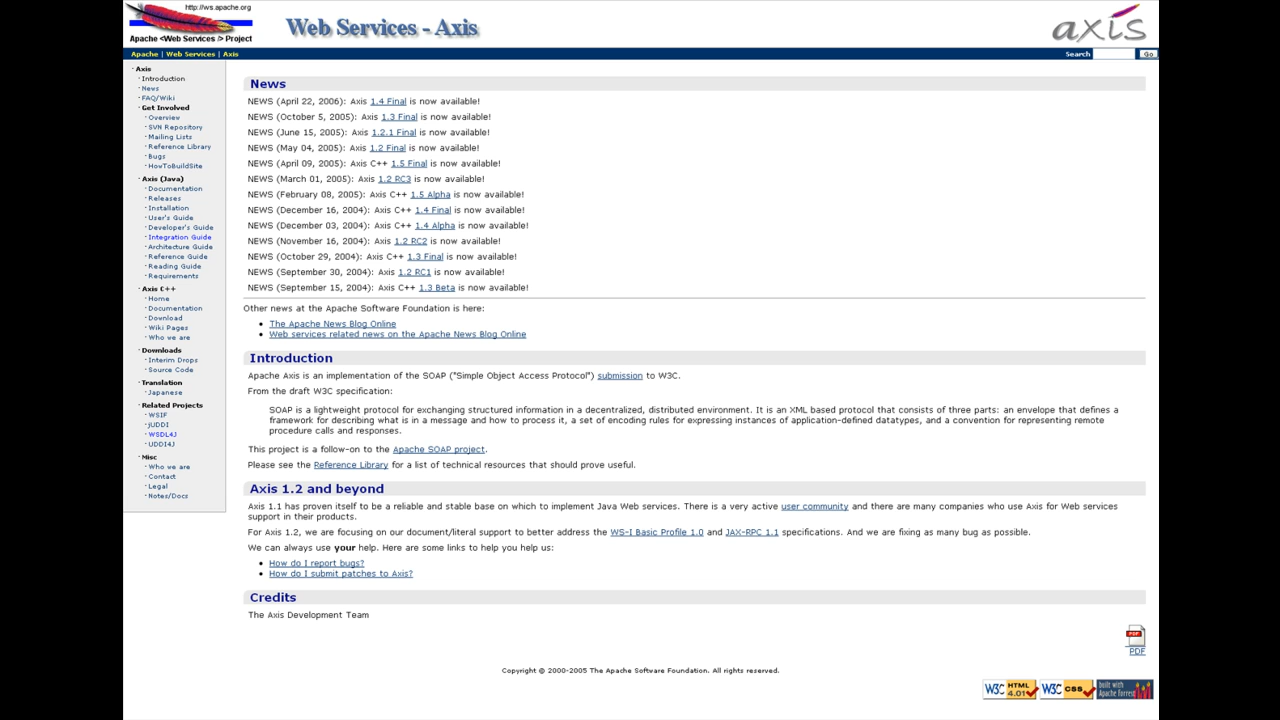 http://ws.apache.org
Apache <Web Services /> Project
Web Services - Axis
axis
Apache | Web Services | Axis
Search
Go
Axis
Introduction
News
FAQ/Wiki
Get Involved
Overview
SVN Repository
Mailing Lists
Reference Library
Bugs
HowToBuildSite
Axis (Java)
Documentation
Releases
Installation
User's Guide
Developer's Guide
Integration Guide
Architecture Guide
Reference Guide
Reading Guide
Requirements
Axis C++
Home
Documentation
Download
Wiki Pages
Who we are
Downloads
Interim Drops
Source Code
Translation
Japanese
Related Projects
WSIF
jUDDI
WSDL4J
UDDI4J
Misc
Who we are
Contact
Legal
Notes/Docs
News
NEWS (April 22, 2006): Axis 1.4 Final is now available!
NEWS (October 5, 2005): Axis 1.3 Final is now available!
NEWS (June 15, 2005): Axis 1.2.1 Final is now available!
NEWS (May 04, 2005): Axis 1.2 Final is now available!
NEWS (April 09, 2005): Axis C++ 1.5 Final is now available!
NEWS (March 01, 2005): Axis 1.2 RC3 is now available!
NEWS (February 08, 2005): Axis C++ 1.5 Alpha is now available!
NEWS (December 16, 2004): Axis C++ 1.4 Final is now available!
NEWS (December 03, 2004): Axis C++ 1.4 Alpha is now available!
NEWS (November 16, 2004): Axis 1.2 RC2 is now available!
NEWS (October 29, 2004): Axis C++ 1.3 Final is now available!
NEWS (September 30, 2004): Axis 1.2 RC1 is now available!
NEWS (September 15, 2004): Axis C++ 1.3 Beta is now available!
Other news at the Apache Software Foundation is here:
The Apache News Blog Online
Web services related news on the Apache News Blog Online
Introduction
Apache Axis is an implementation of the SOAP ("Simple Object Access Protocol") submission to W3C.
From the draft W3C specification:
SOAP is a lightweight protocol for exchanging structured information in a decentralized, distributed environment. It is an XML based protocol that consists of three parts: an envelope that defines a
framework for describing what is in a message and how to process it, a set of encoding rules for expressing instances of application-defined datatypes, and a convention for representing remote
procedure calls and responses.
This project is a follow-on to the Apache SOAP project.
Please see the Reference Library for a list of technical resources that should prove useful.
Axis 1.2 and beyond
Axis 1.1 has proven itself to be a reliable and stable base on which to implement Java Web services. There is a very active user community and there are many companies who use Axis for Web services
support in their products.
For Axis 1.2, we are focusing on our document/literal support to better address the WS-I Basic Profile 1.0 and JAX-RPC 1.1 specifications. And we are fixing as many bug as possible.
We can always use your help. Here are some links to help you help us:
How do I report bugs?
How do I submit patches to Axis?
Credits
The Axis Development Team
PDF
PDF
Copyright © 2000-2005 The Apache Software Foundation. All rights reserved.
W3C HTML 4.01
W3C CSS
built with Apache Forrest